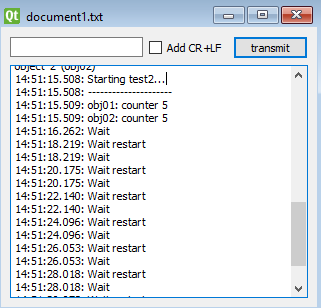 Qt document1.txt
Add CR+LF transmit
object 2 (obj02)
14:51:15.508: Starting test2...
14:51:15.508: ---------------------
14:51:15.509: obj01: counter 5
14:51:15.509: obj02: counter 5
14:51:16.262: Wait
14:51:18.219: Wait restart
14:51:18.219: Wait
14:51:20.175: Wait restart
14:51:20.175: Wait
14:51:22.140: Wait restart
14:51:22.140: Wait
14:51:24.096: Wait restart
14:51:24.096: Wait
14:51:26.053: Wait restart
14:51:26.053: Wait
14:51:28.018: Wait restart
14:51:28.018: Wait